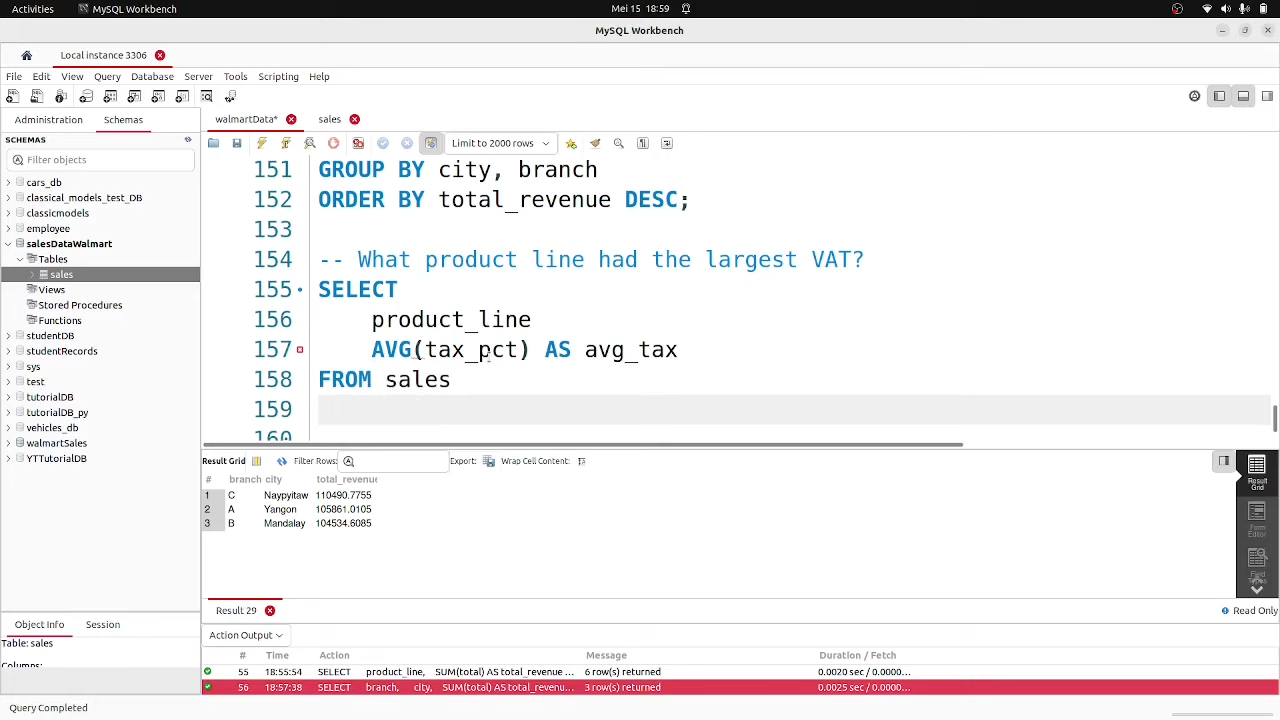 Activities MySQL Workbench Mei 15 18:59
MySQL Workbench
Local instance 3306
File Edit View Query Database Server Tools Scripting Help
Administration Schemas
walmartData* sales
SCHEMAS
Limit to 2000 rows
Filter objects
cars_db
classical_models_test_DB
classicmodels
employee
salesDataWalmart
Tables
sales
Views
Stored Procedures
Functions
studentDB
studentRecords
sys
test
tutorialDB
tutorialDB_py
vehicles_db
walmartSales
YTTutorialDB
151 GROUP BY city, branch
152 ORDER BY total_revenue DESC;
153
154 -- What product line had the largest VAT?
155 SELECT
156 product_line
157 AVG(tax_pct) AS avg_tax
158 FROM sales
159
160
Result Grid Filter Rows: Export: Wrap Cell Content:
# branch city total_revenue
1 C Naypyitaw 110490.7755
2 A Yangon 105861.0105
3 B Mandalay 104534.6085
Result Grid
Form Editor
Field Types
Result 29
Read Only
Object Info Session
Table: sales
Columns:
Action Output
# Time Action Message Duration / Fetch
55 18:55:54 SELECT product_line, SUM(total) AS total_revenue ... 6 row(s) returned 0.0020 sec / 0.0000...
56 18:57:38 SELECT branch, city, SUM(total) AS total_revenu... 3 row(s) returned 0.0025 sec / 0.0000...
Query Completed